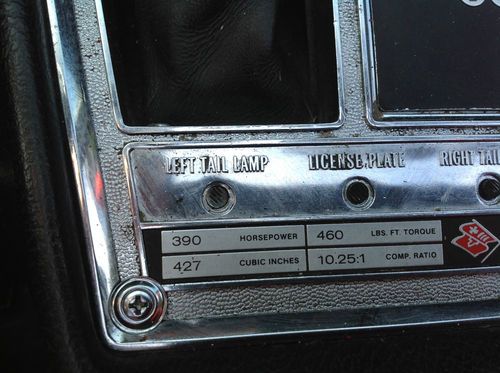 LEFT TAIL LAMP LICENSE PLATE RIGHT TAI
390 HORSEPOWER 460 LBS. FT. TORQUE
427 CUBIC INCHES 10.25:1 COMP. RATIO